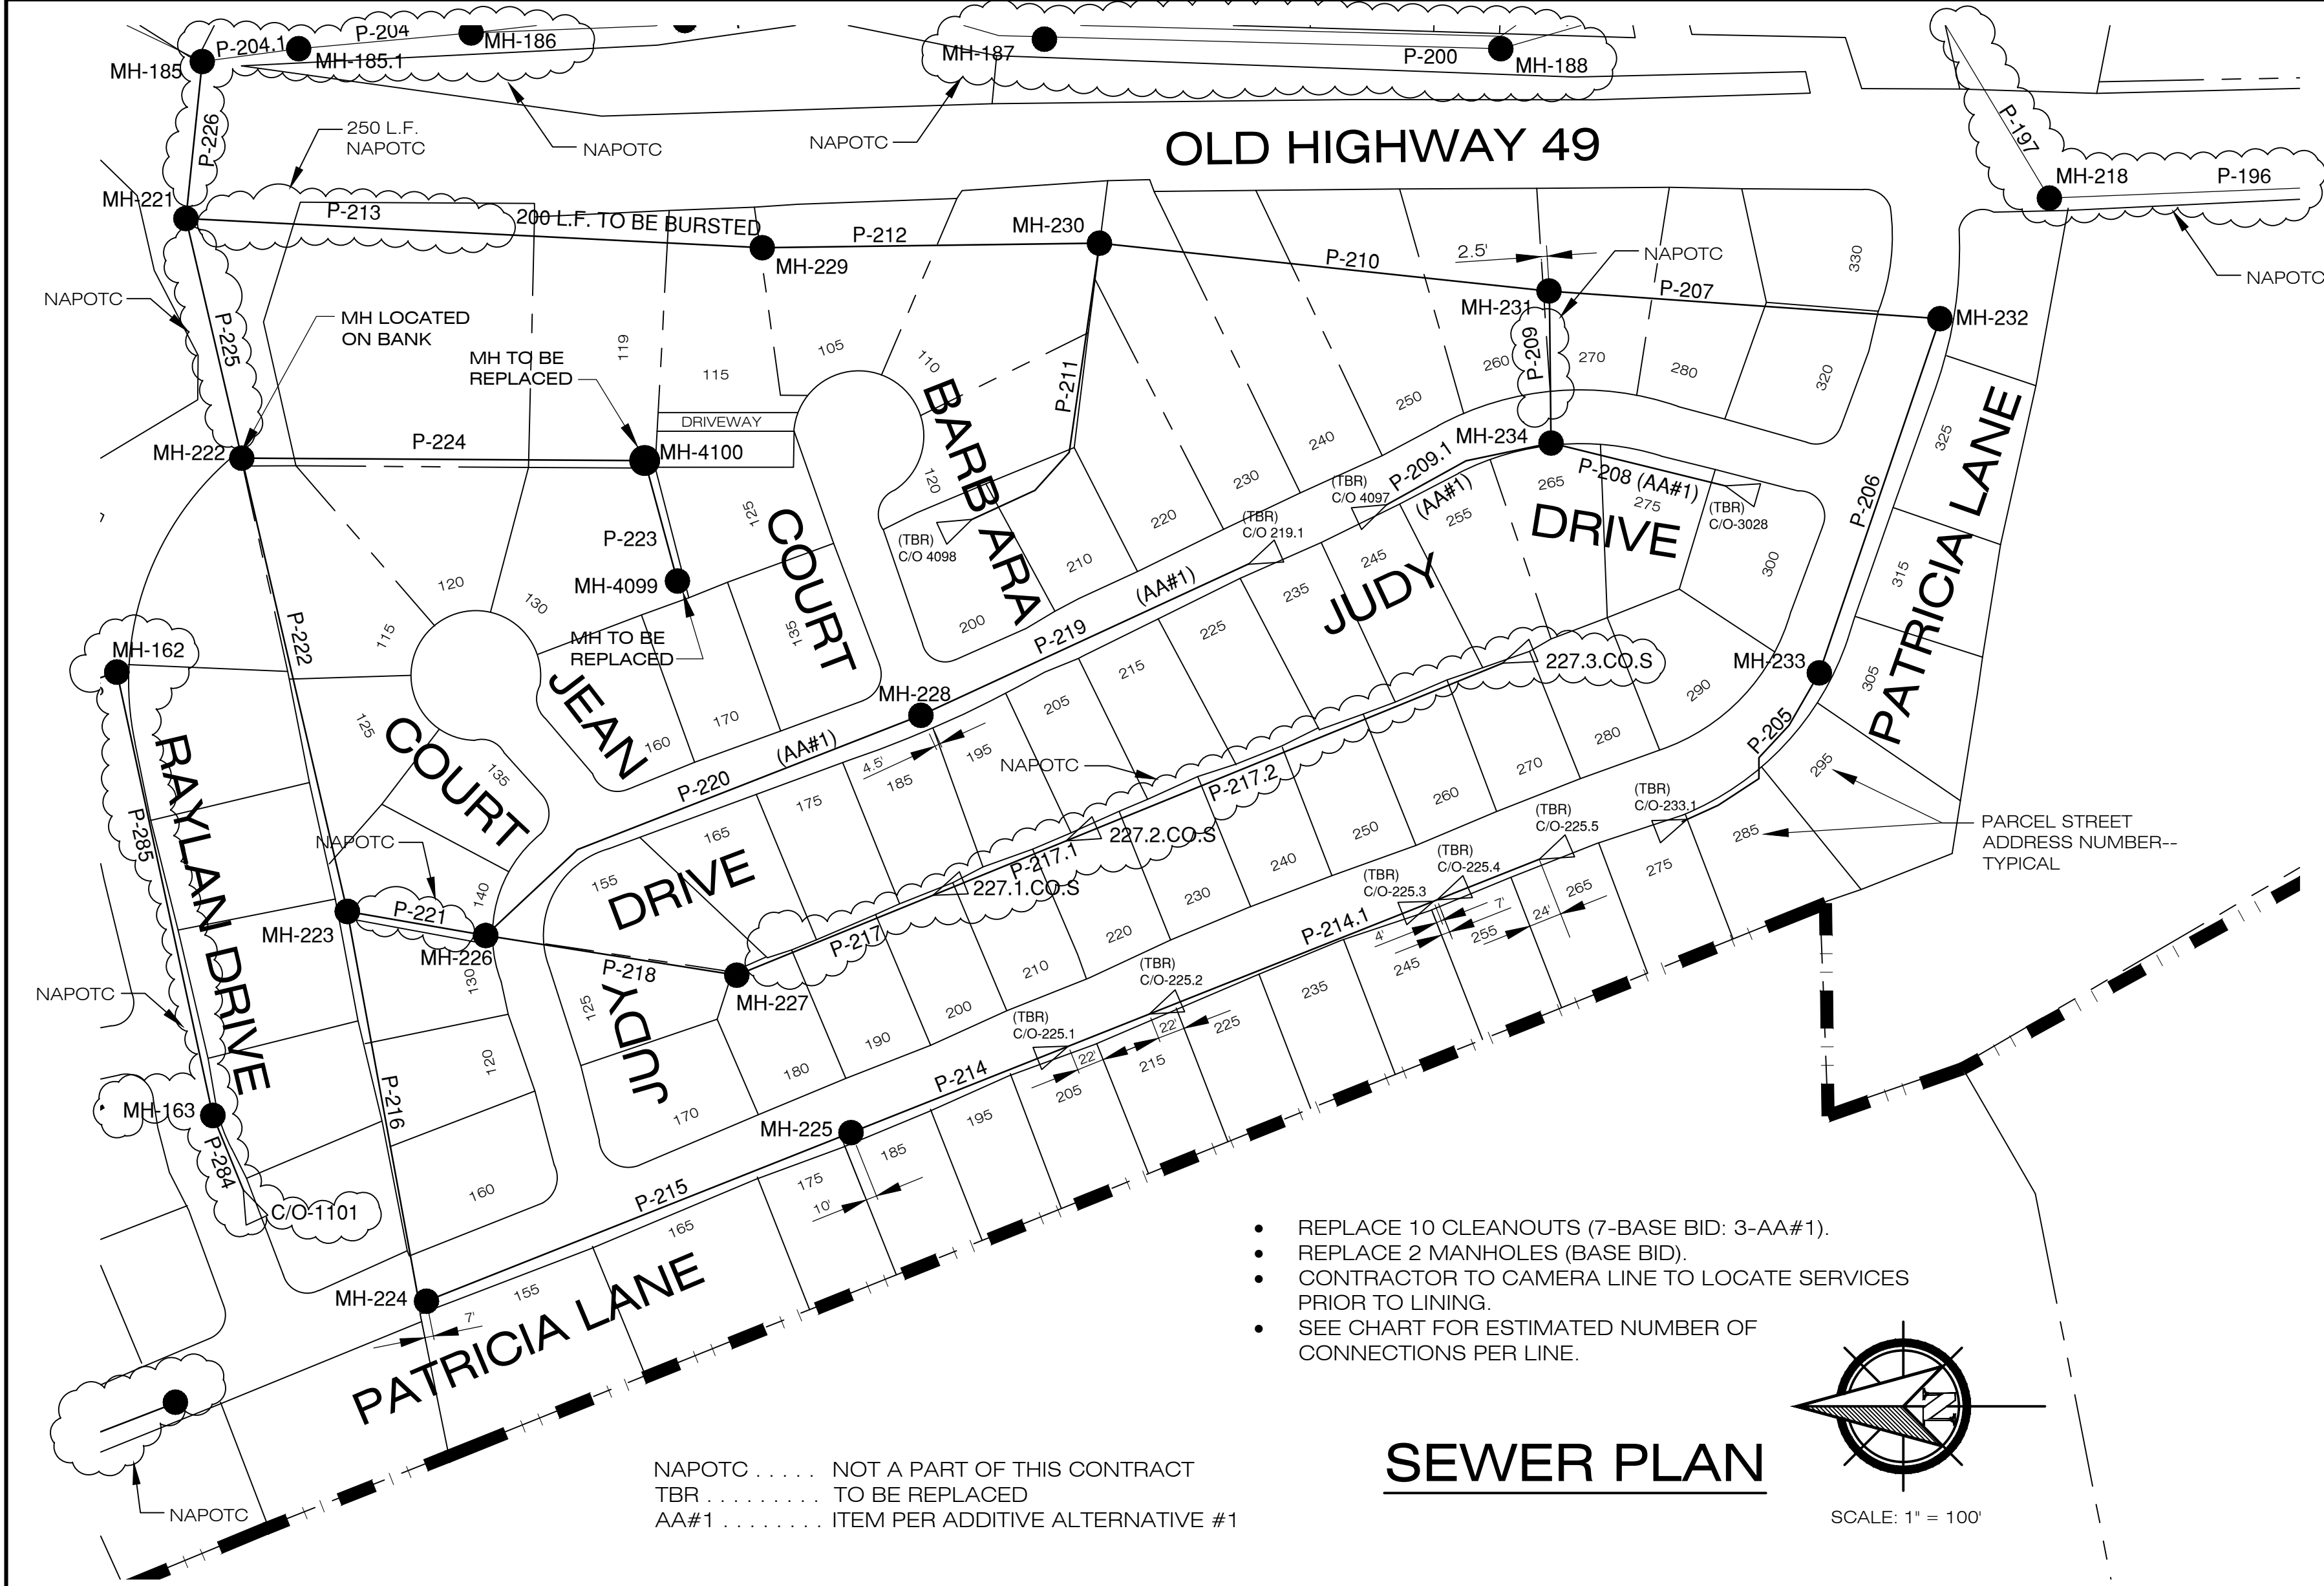 P-204.1
P-204
MH-186
MH-185
MH-185.1
MH-187
P-200
MH-188
P-226
250 L.F.
NAPOTC
NAPOTC
NAPOTC
OLD HIGHWAY 49
P-197
MH-218
P-196
NAPOTC
MH-221
P-213
200 L.F. TO BE BURSTED
MH-229
P-212
MH-230
P-210
2.5'
NAPOTC
MH-231
P-207
330
MH-232
NAPOTC
P-225
MH LOCATED
ON BANK
MH TO BE
REPLACED
119
115
105
110
DRIVEWAY
P-211
P-209
260
270
280
320
250
240
230
220
210
200
MH-222
P-224
MH-4100
P-223
MH-4099
MH TO BE
REPLACED
125
135
120
BARBARA
COURT
(TBR)
C/O 4098
(TBR)
C/O 219.1
(TBR)
C/O 4097
P-209.1
(AA#1)
MH-234
P-208 (AA#1)
(TBR)
C/O-3028
265
275
255
245
235
225
215
205
195
185
175
165
155
300
JUDY
DRIVE
P-206
325
315
305
PATRICIA LANE
MH-233
P-205
295
285
PARCEL STREET
ADDRESS NUMBER--
TYPICAL
P-222
120
130
115
125
135
140
JEAN
COURT
160
170
MH-228
P-219
(AA#1)
P-220
(AA#1)
4.5'
NAPOTC
227.3.CO.S
P-217.2
227.2.CO.S
P-217.1
227.1.CO.S
P-217
MH-162
P-285
RAYLAN DRIVE
NAPOTC
NAPOTC
MH-223
P-221
MH-226
P-218
MH-227
JUDY
DRIVE
130
120
160
125
170
180
190
200
210
220
230
240
250
260
270
280
290
MH-163
P-284
C/O-1101
P-216
MH-225
P-214
P-215
(TBR)
C/O-225.1
(TBR)
C/O-225.2
P-214.1
(TBR)
C/O-225.3
(TBR)
C/O-225.4
(TBR)
C/O-225.5
(TBR)
C/O-233.1
22'
22'
4'
7'
24'
10'
7'
155
165
175
185
195
205
215
225
235
245
255
265
275
MH-224
PATRICIA LANE
NAPOTC
• REPLACE 10 CLEANOUTS (7-BASE BID: 3-AA#1).
• REPLACE 2 MANHOLES (BASE BID).
• CONTRACTOR TO CAMERA LINE TO LOCATE SERVICES
PRIOR TO LINING.
• SEE CHART FOR ESTIMATED NUMBER OF
CONNECTIONS PER LINE.
NAPOTC . . . . . NOT A PART OF THIS CONTRACT
TBR . . . . . . . . . TO BE REPLACED
AA#1 . . . . . . . . ITEM PER ADDITIVE ALTERNATIVE #1
SEWER PLAN
N
SCALE: 1" = 100'